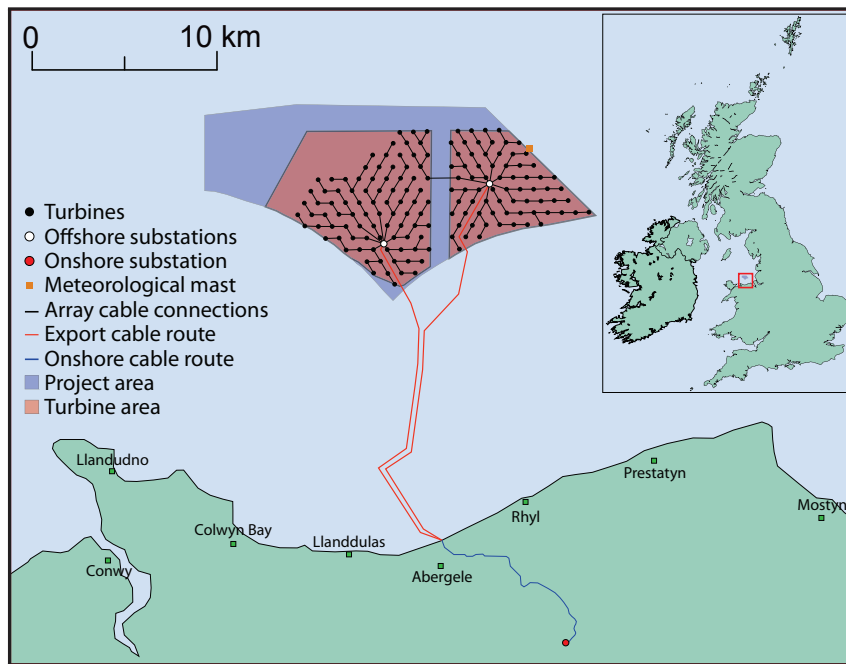 0
10 km
Turbines
Offshore substations
Onshore substation
Meteorological mast
Array cable connections
Export cable route
Onshore cable route
Project area
Turbine area
Llandudno
Prestatyn
Rhyl
Mostyn
Colwyn Bay
Llanddulas
Conwy
Abergele